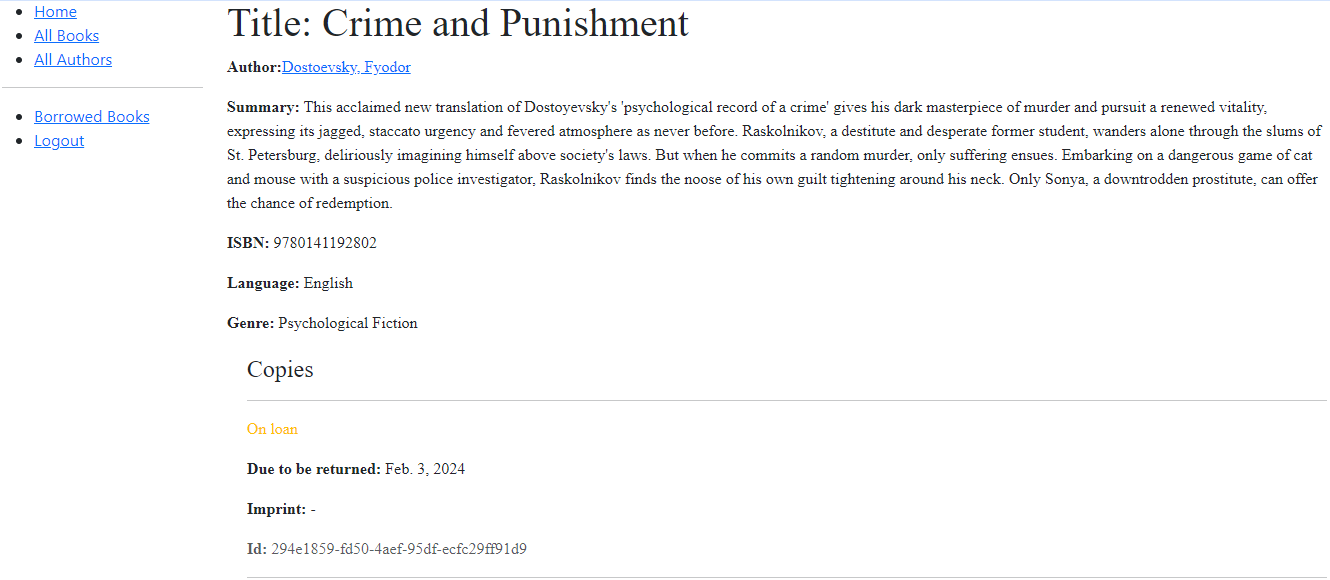 Home
All Books
All Authors
Borrowed Books
Logout
Title: Crime and Punishment
Author:Dostoevsky, Fyodor
Summary: This acclaimed new translation of Dostoyevsky's 'psychological record of a crime' gives his dark masterpiece of murder and pursuit a renewed vitality,
expressing its jagged, staccato urgency and fevered atmosphere as never before. Raskolnikov, a destitute and desperate former student, wanders alone through the slums of
St. Petersburg, deliriously imagining himself above society's laws. But when he commits a random murder, only suffering ensues. Embarking on a dangerous game of cat
and mouse with a suspicious police investigator, Raskolnikov finds the noose of his own guilt tightening around his neck. Only Sonya, a downtrodden prostitute, can offer
the chance of redemption.
ISBN: 9780141192802
Language: English
Genre: Psychological Fiction
Copies
On loan
Due to be returned: Feb. 3, 2024
Imprint: -
Id: 294e1859-fd50-4aef-95df-ecfc29ff91d9